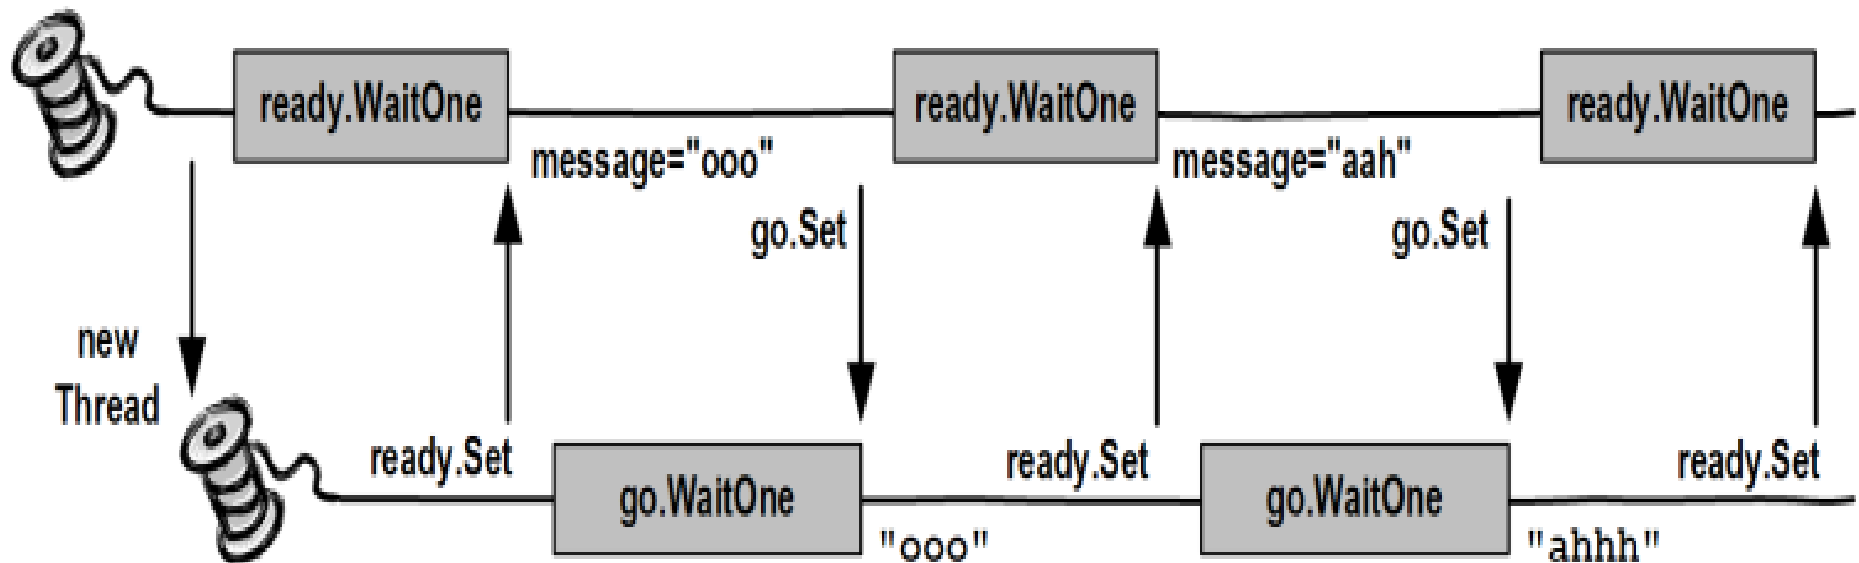 ready.WaitOne
ready.WaitOne
ready.WaitOne
message="ooo"
message="aah"
go.Set
go.Set
new
Thread
ready.Set
ready.Set
ready.Set
go.WaitOne
go.WaitOne
"ooo"
"ahhh"